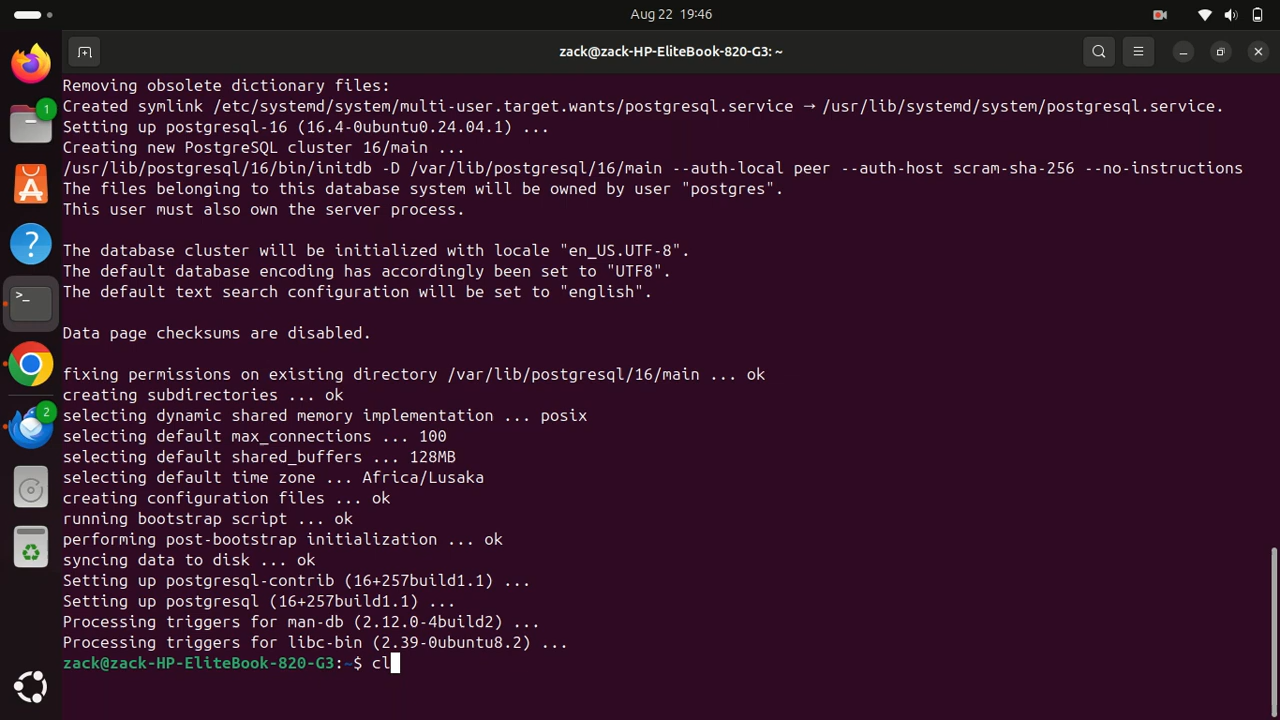 Aug 22 19:46
zack@zack-HP-EliteBook-820-G3: ~
Removing obsolete dictionary files:
Created symlink /etc/systemd/system/multi-user.target.wants/postgresql.service → /usr/lib/systemd/system/postgresql.service.
Setting up postgresql-16 (16.4-0ubuntu0.24.04.1) ...
Creating new PostgreSQL cluster 16/main ...
/usr/lib/postgresql/16/bin/initdb -D /var/lib/postgresql/16/main --auth-local peer --auth-host scram-sha-256 --no-instructions
The files belonging to this database system will be owned by user "postgres".
This user must also own the server process.
The database cluster will be initialized with locale "en_US.UTF-8".
The default database encoding has accordingly been set to "UTF8".
The default text search configuration will be set to "english".
Data page checksums are disabled.
fixing permissions on existing directory /var/lib/postgresql/16/main ... ok
creating subdirectories ... ok
selecting dynamic shared memory implementation ... posix
selecting default max_connections ... 100
selecting default shared_buffers ... 128MB
selecting default time zone ... Africa/Lusaka
creating configuration files ... ok
running bootstrap script ... ok
performing post-bootstrap initialization ... ok
syncing data to disk ... ok
Setting up postgresql-contrib (16+257build1.1) ...
Setting up postgresql (16+257build1.1) ...
Processing triggers for man-db (2.12.0-4build2) ...
Processing triggers for libc-bin (2.39-0ubuntu8.2) ...
zack@zack-HP-EliteBook-820-G3:~$ cl
1
?
>_
2